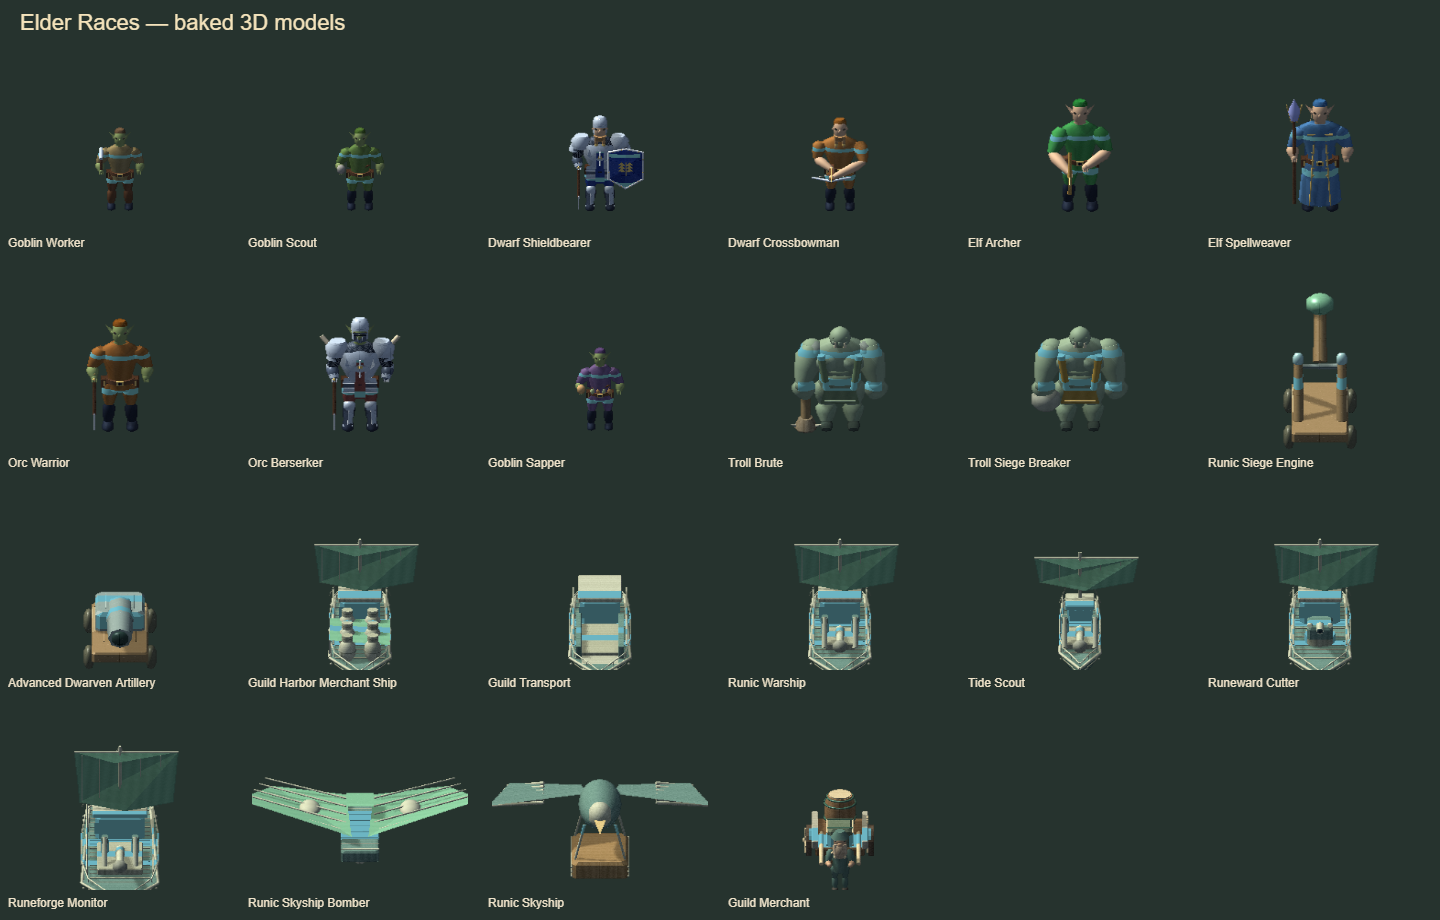 Elder Races — baked 3D models
Goblin Worker
Goblin Scout
Dwarf Shieldbearer
Dwarf Crossbowman
Elf Archer
Elf Spellweaver
Orc Warrior
Orc Berserker
Goblin Sapper
Troll Brute
Troll Siege Breaker
Runic Siege Engine
Advanced Dwarven Artillery
Guild Harbor Merchant Ship
Guild Transport
Runic Warship
Tide Scout
Runeward Cutter
Runeforge Monitor
Runic Skyship Bomber
Runic Skyship
Guild Merchant